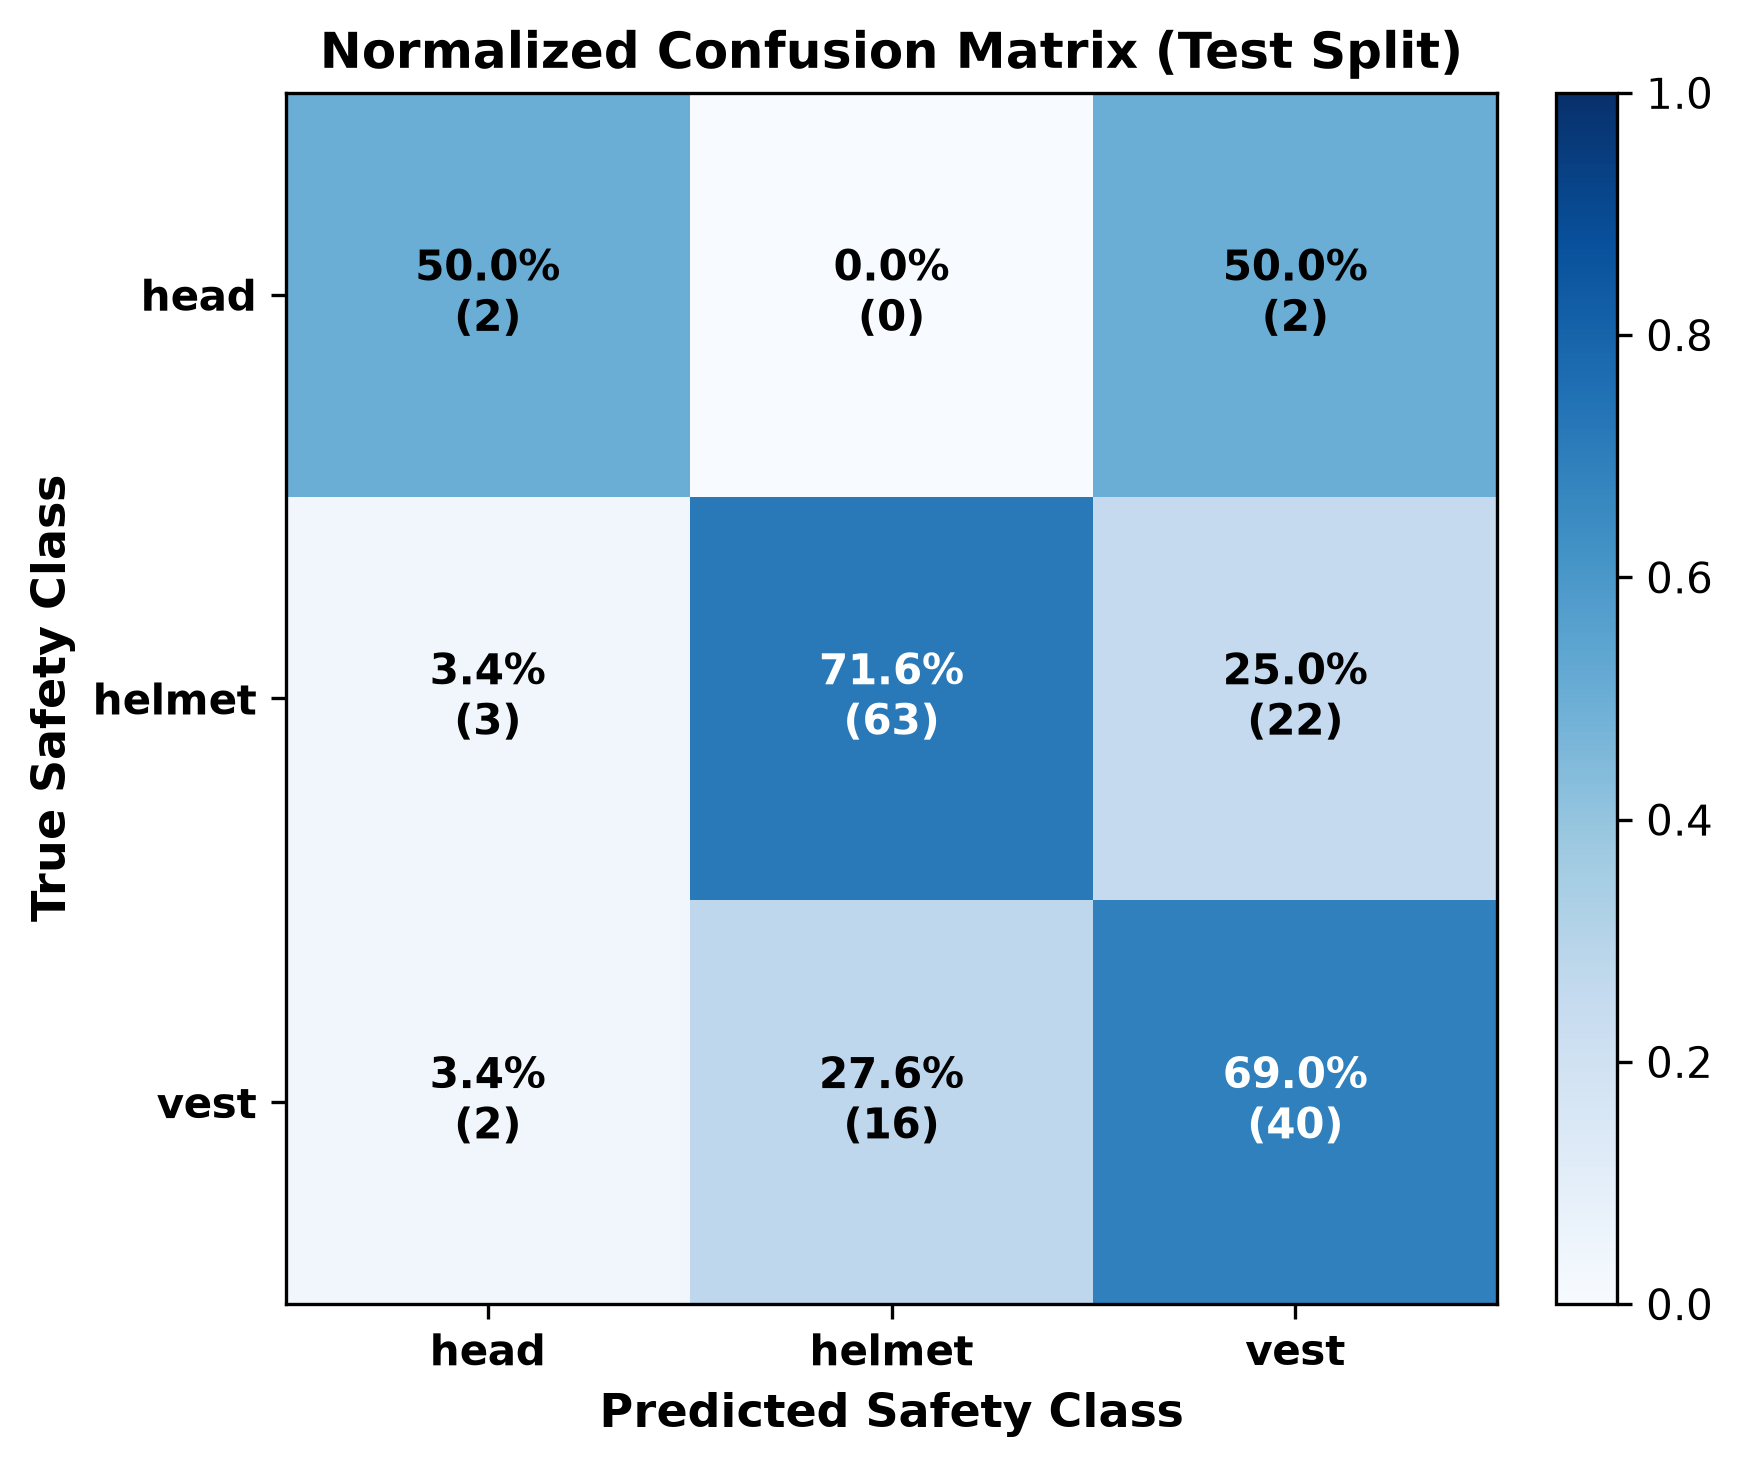 Normalized Confusion Matrix (Test Split)
True Safety Class
head
50.0%
(2)
0.0%
(0)
50.0%
(2)
helmet
3.4%
(3)
71.6%
(63)
25.0%
(22)
vest
3.4%
(2)
27.6%
(16)
69.0%
(40)
head
helmet
vest
Predicted Safety Class
1.0
0.8
0.6
0.4
0.2
0.0